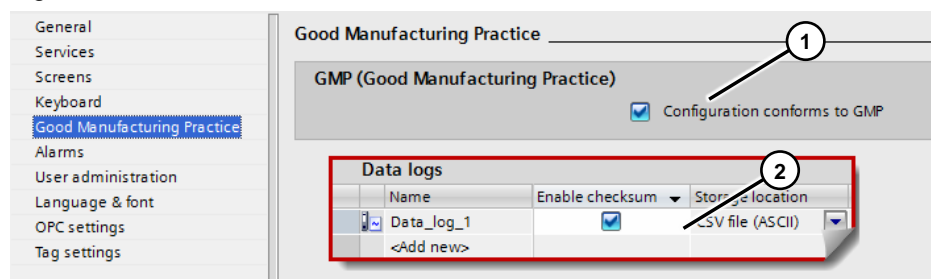 General
Services
Screens
Keyboard
Good Manufacturing Practice
Alarms
User administration
Language & font
OPC settings
Tag settings
Good Manufacturing Practice
1
GMP (Good Manufacturing Practice)
Configuration conforms to GMP
Data logs
2
Name Enable checksum Storage location
Data_log_1 CSV file (ASCII)
<Add new>